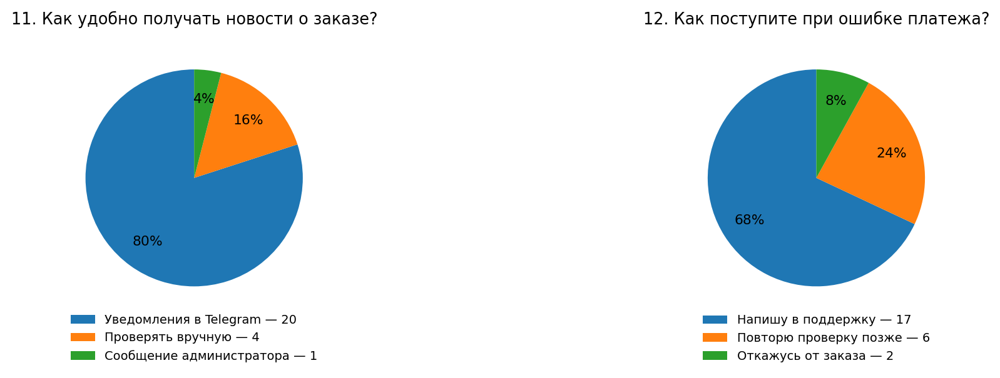 11. Как удобно получать новости о заказе?
4%
16%
80%
Уведомления в Telegram — 20
Проверять вручную — 4
Сообщение администратора — 1
12. Как поступите при ошибке платежа?
8%
24%
68%
Напишу в поддержку — 17
Повторю проверку позже — 6
Откажусь от заказа — 2